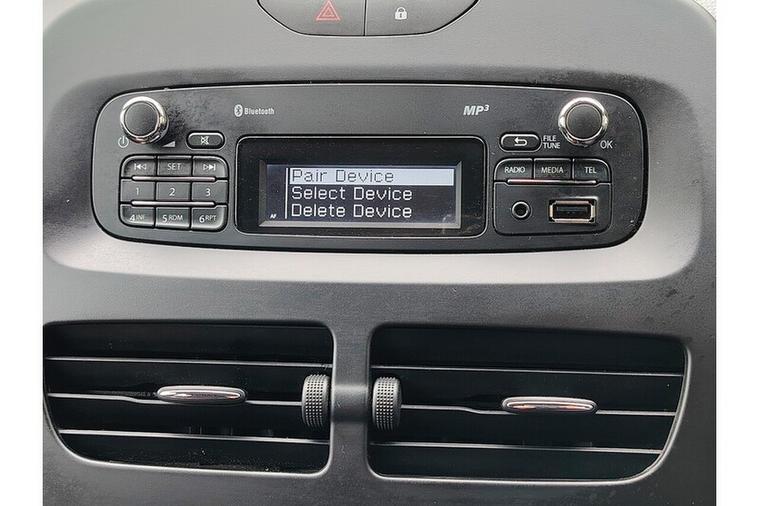 Bluetooth
MP3
FILE
TUNE
OK
SET
RADIO
MEDIA
TEL
1
2
3
4 INF
5 RDM
6 RPT
Pair Device
Select Device
Delete Device
AF